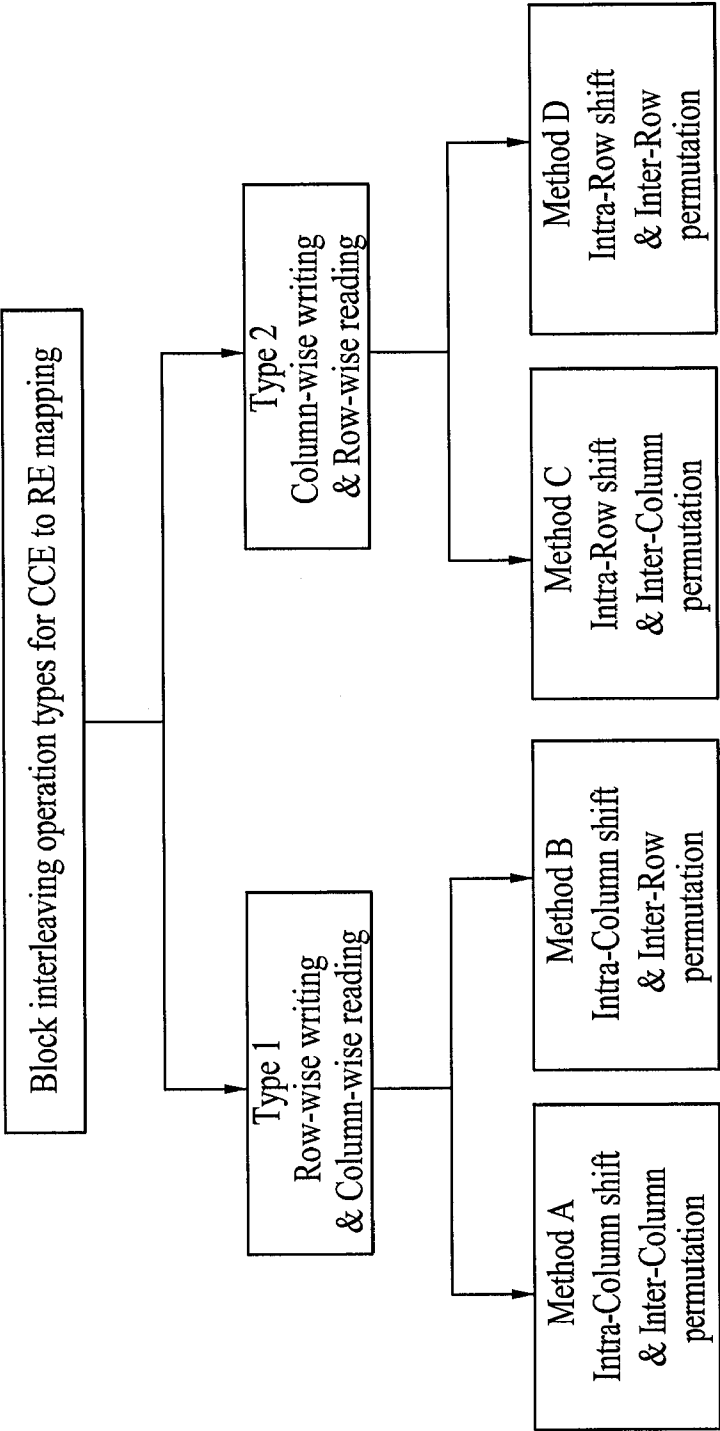 Block interleaving operation types for CCE to RE mapping
Type 1
Row-wise writing
& Column-wise reading
Type 2
Column-wise writing
& Row-wise reading
Method A
Intra-Column shift
& Inter-Column
permutation
Method B
Intra-Column shift
& Inter-Row
permutation
Method C
Intra-Row shift
& Inter-Column
permutation
Method D
Intra-Row shift
& Inter-Row
permutation